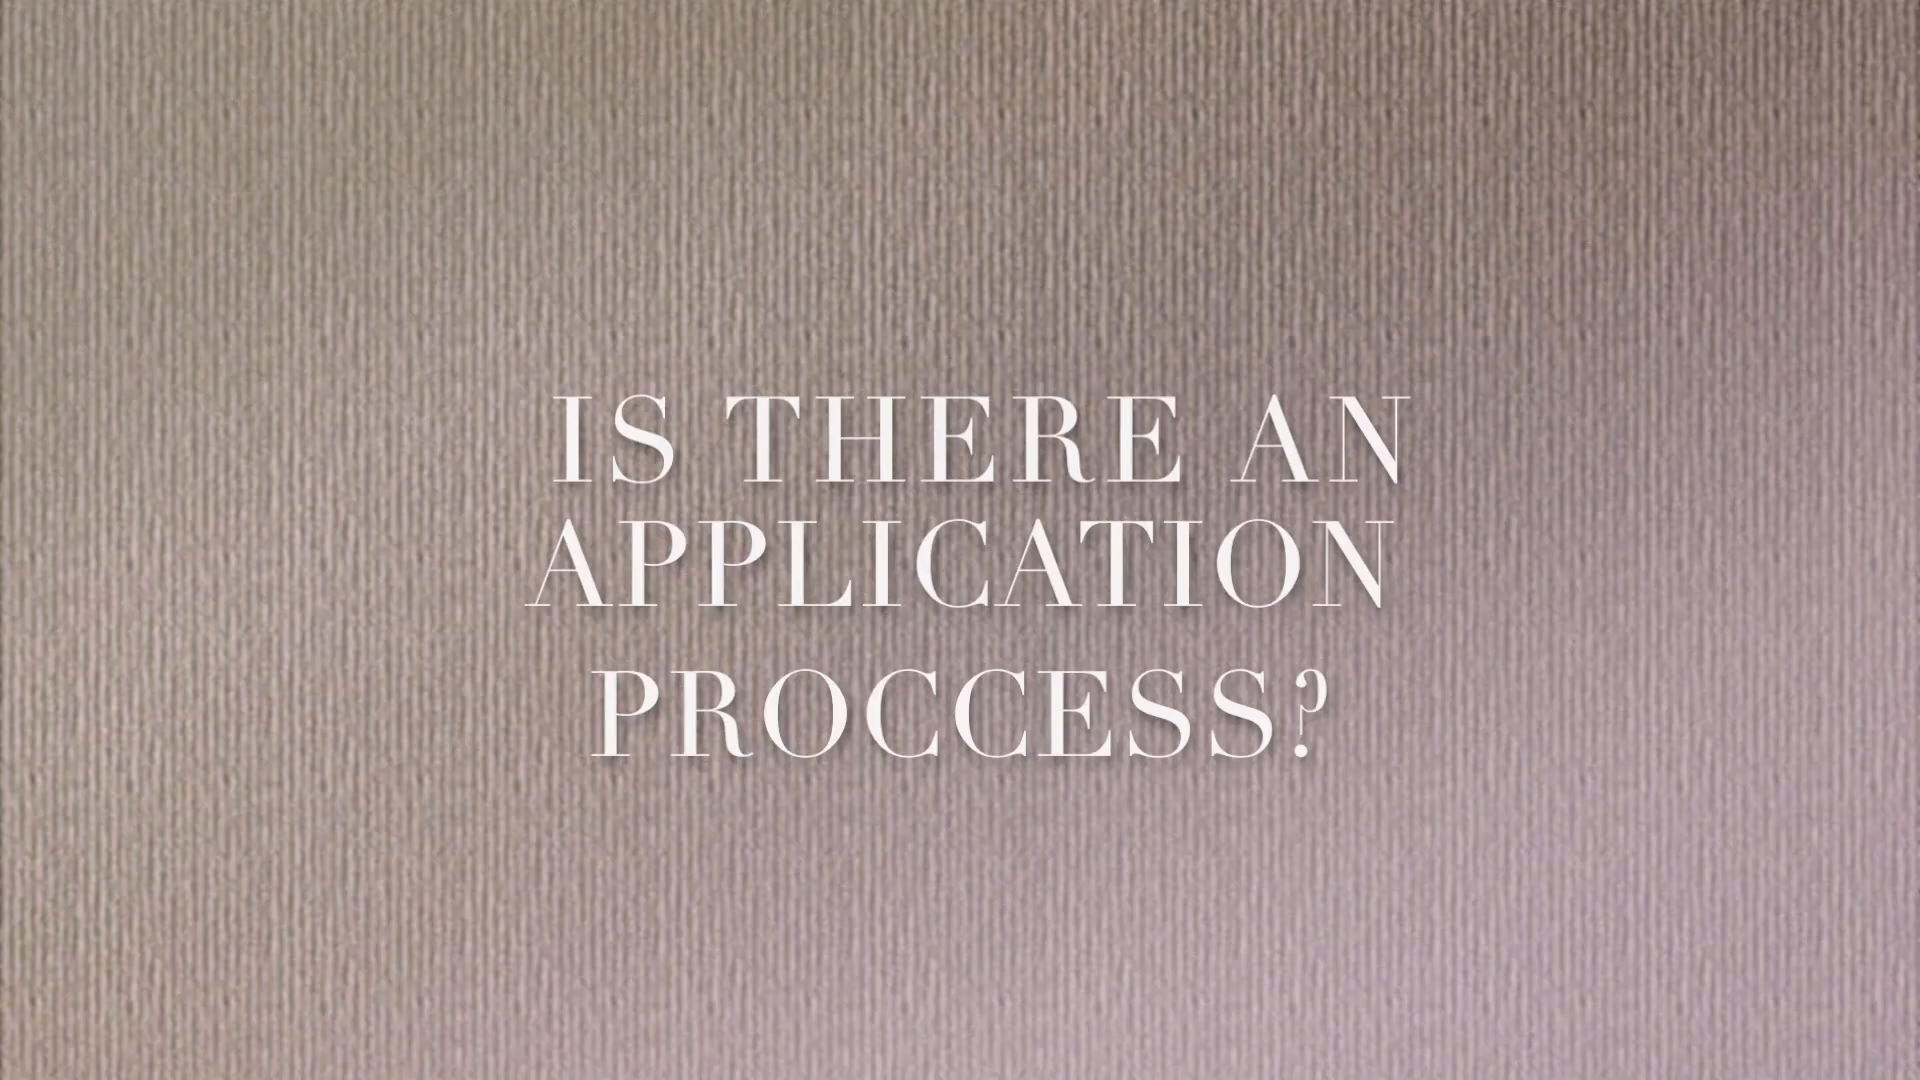 IS THERE AN
APPLICATION
PROCCESS?